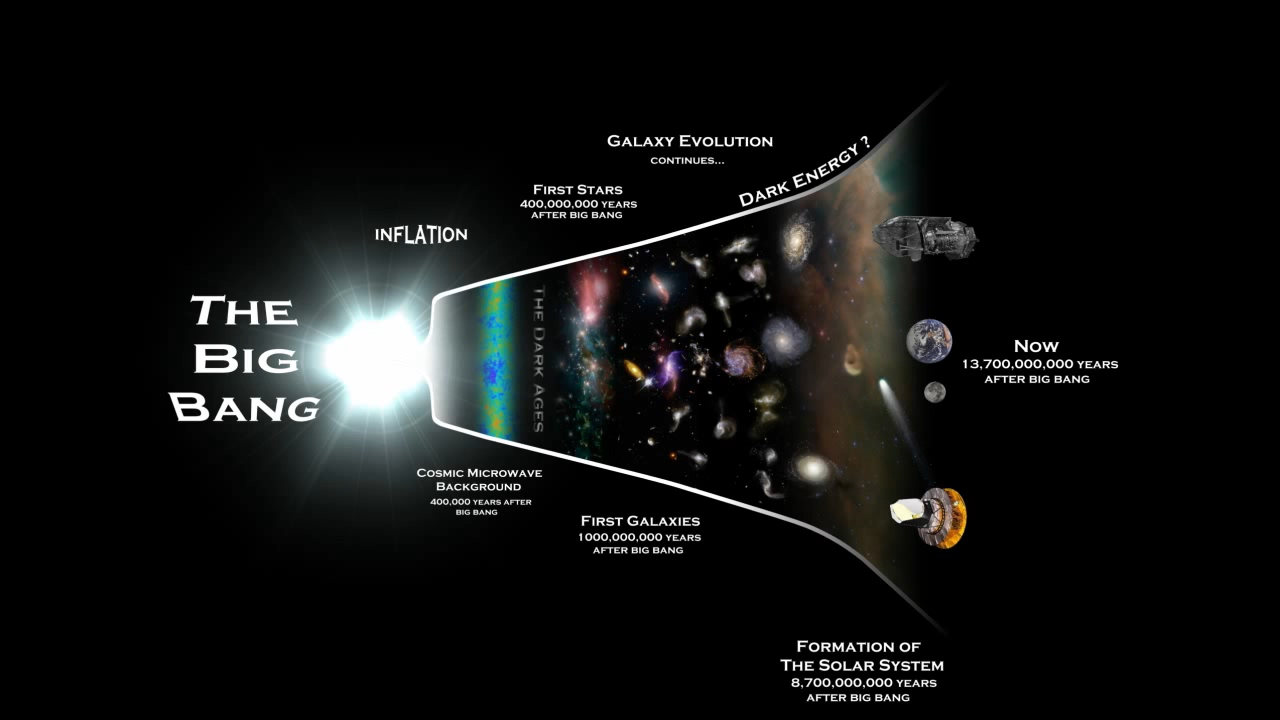 The
Big
Bang
Inflation
Cosmic Microwave
Background
400,000 years after
big bang
The Dark Ages
First Stars
400,000,000 years
after big bang
First Galaxies
1000,000,000 years
after big bang
Galaxy Evolution
continues...
Dark Energy ?
Formation of
The Solar System
8,700,000,000 years
after big bang
Now
13,700,000,000 years
after big bang